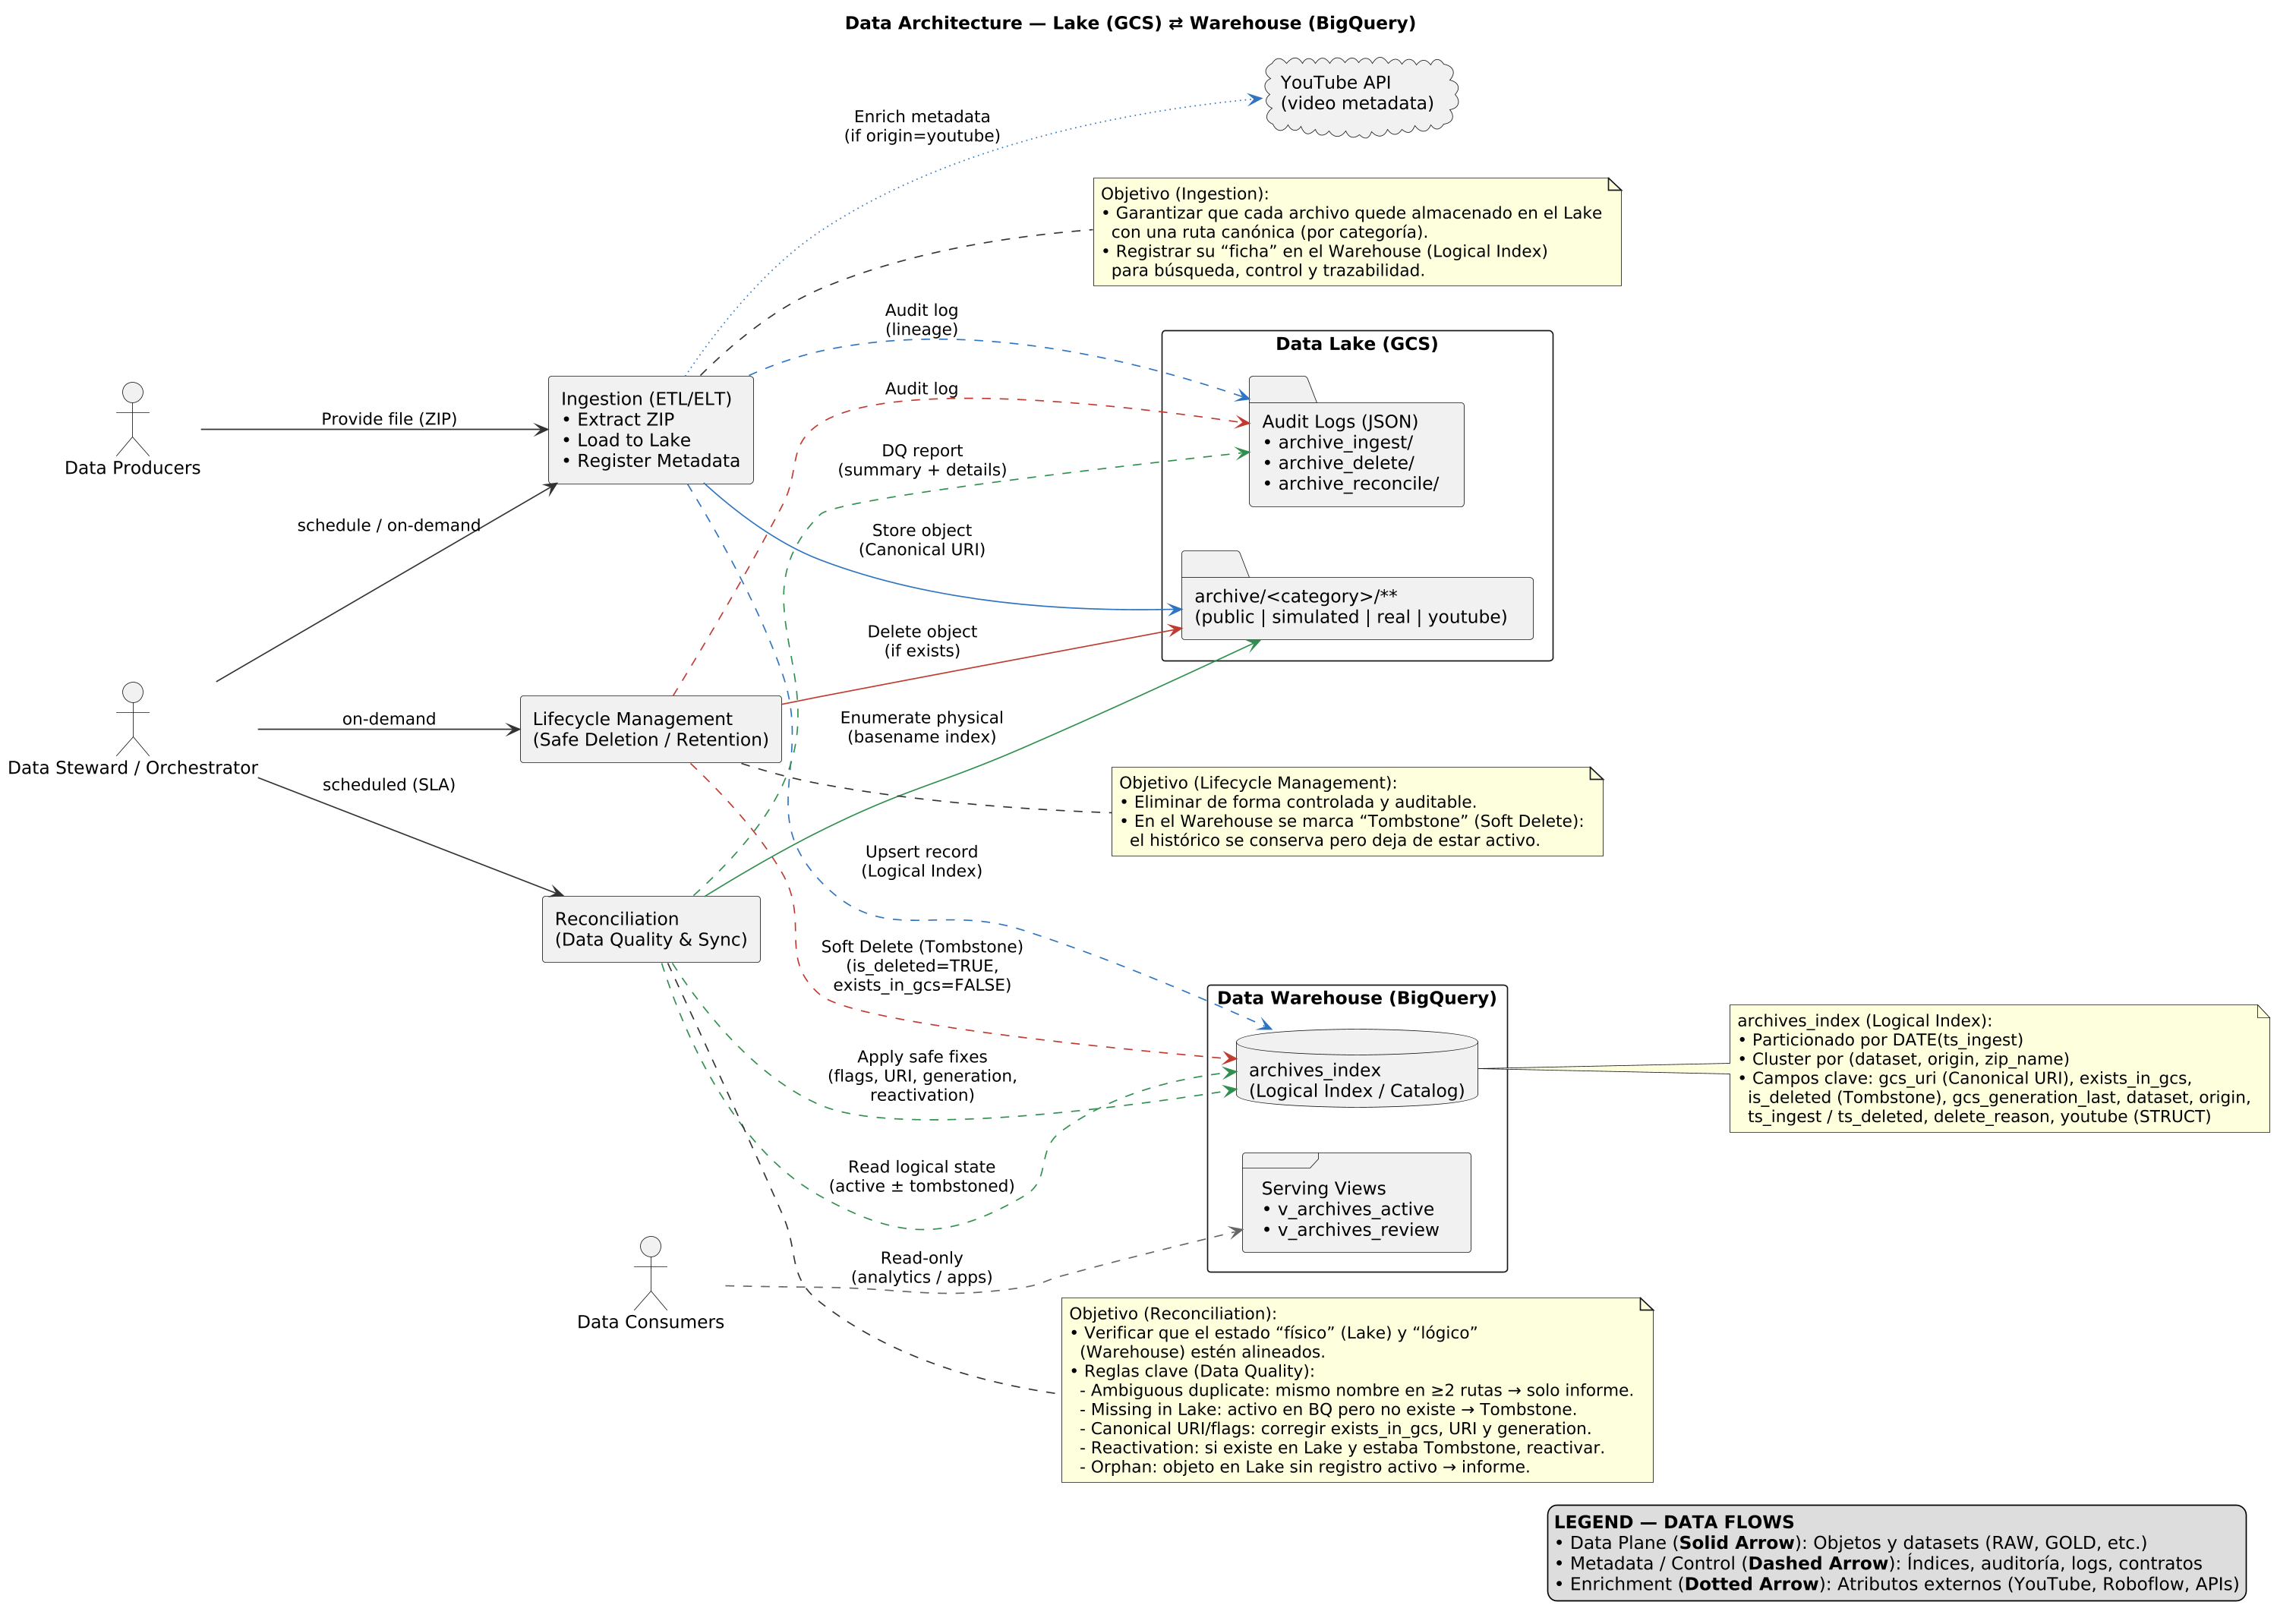 Data Architecture — Lake (GCS) ⇄ Warehouse (BigQuery)
YouTube API
(video metadata)
Enrich metadata
(if origin=youtube)
Objetivo (Ingestion):
• Garantizar que cada archivo quede almacenado en el Lake
con una ruta canónica (por categoría).
• Registrar su “ficha” en el Warehouse (Logical Index)
para búsqueda, control y trazabilidad.
Audit log
(lineage)
Data Lake (GCS)
Data Producers
Provide file (ZIP)
Ingestion (ETL/ELT)
• Extract ZIP
• Load to Lake
• Register Metadata
Audit log
Audit Logs (JSON)
• archive_ingest/
• archive_delete/
• archive_reconcile/
DQ report
(summary + details)
schedule / on-demand
Store object
(Canonical URI)
archive/<category>/**
(public | simulated | real | youtube)
Delete object
(if exists)
Data Steward / Orchestrator
on-demand
Lifecycle Management
(Safe Deletion / Retention)
Enumerate physical
(basename index)
scheduled (SLA)
Objetivo (Lifecycle Management):
• Eliminar de forma controlada y auditable.
• En el Warehouse se marca “Tombstone” (Soft Delete):
el histórico se conserva pero deja de estar activo.
Upsert record
(Logical Index)
Reconciliation
(Data Quality & Sync)
Soft Delete (Tombstone)
(is_deleted=TRUE,
exists_in_gcs=FALSE)
Data Warehouse (BigQuery)
archives_index
(Logical Index / Catalog)
archives_index (Logical Index):
• Particionado por DATE(ts_ingest)
• Cluster por (dataset, origin, zip_name)
• Campos clave: gcs_uri (Canonical URI), exists_in_gcs,
is_deleted (Tombstone), gcs_generation_last, dataset, origin,
ts_ingest / ts_deleted, delete_reason, youtube (STRUCT)
Apply safe fixes
(flags, URI, generation,
reactivation)
Read logical state
(active ± tombstoned)
Serving Views
• v_archives_active
• v_archives_review
Data Consumers
Read-only
(analytics / apps)
Objetivo (Reconciliation):
• Verificar que el estado “físico” (Lake) y “lógico”
(Warehouse) estén alineados.
• Reglas clave (Data Quality):
- Ambiguous duplicate: mismo nombre en ≥2 rutas → solo informe.
- Missing in Lake: activo en BQ pero no existe → Tombstone.
- Canonical URI/flags: corregir exists_in_gcs, URI y generation.
- Reactivation: si existe en Lake y estaba Tombstone, reactivar.
- Orphan: objeto en Lake sin registro activo → informe.
LEGEND — DATA FLOWS
• Data Plane (Solid Arrow): Objetos y datasets (RAW, GOLD, etc.)
• Metadata / Control (Dashed Arrow): Índices, auditoría, logs, contratos
• Enrichment (Dotted Arrow): Atributos externos (YouTube, Roboflow, APIs)